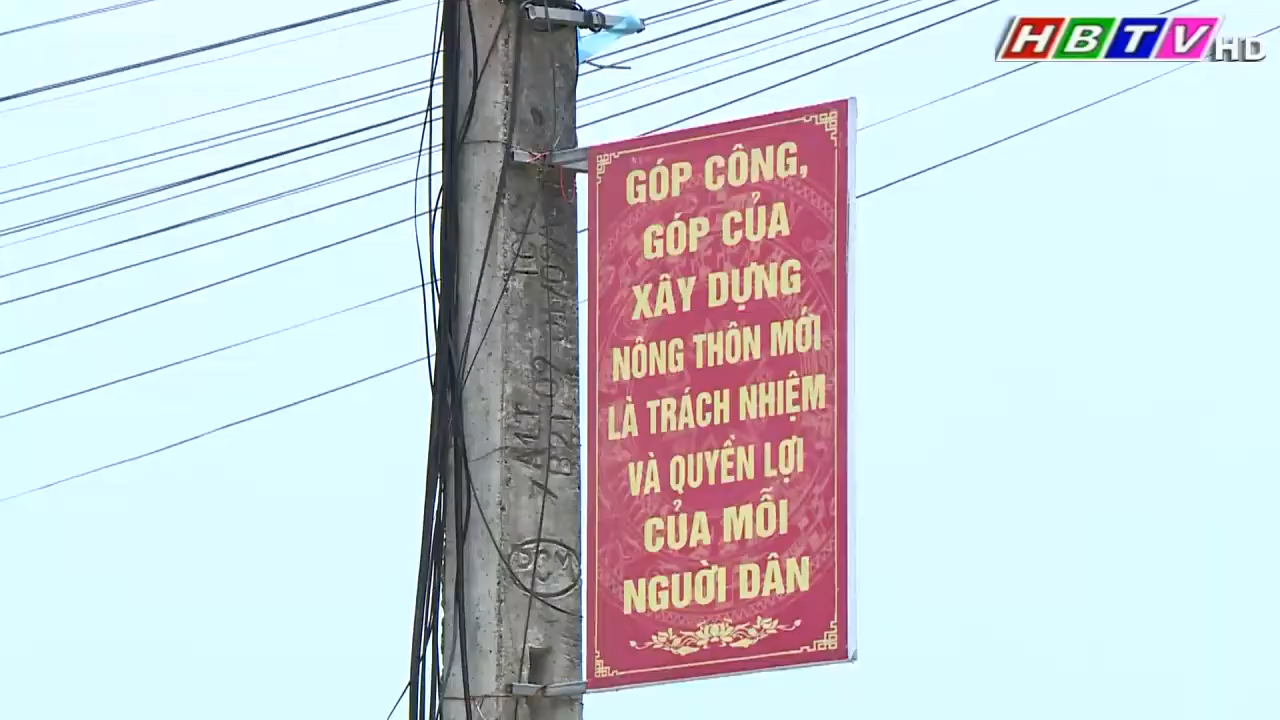 HBTV HD
GÓP CÔNG,
GÓP CỦA
XÂY DỰNG
NÔNG THÔN MỚI
LÀ TRÁCH NHIỆM
VÀ QUYỀN LỢI
CỦA MỖI
NGUỜI DÂN